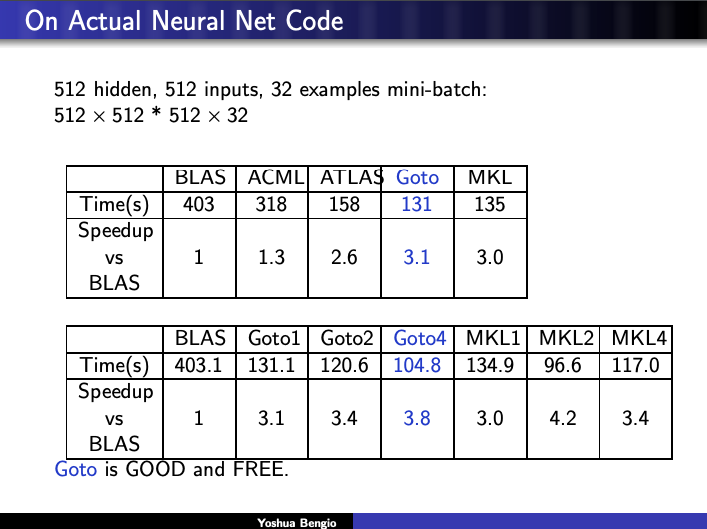 On Actual Neural Net Code
512 hidden, 512 inputs, 32 examples mini-batch:
512 × 512 * 512 × 32
BLAS ACML ATLAS Goto MKL
Time(s) 403 318 158 131 135
Speedup
vs 1 1.3 2.6 3.1 3.0
BLAS
BLAS Goto1 Goto2 Goto4 MKL1 MKL2 MKL4
Time(s) 403.1 131.1 120.6 104.8 134.9 96.6 117.0
Speedup
vs 1 3.1 3.4 3.8 3.0 4.2 3.4
BLAS
Goto is GOOD and FREE.
Yoshua Bengio